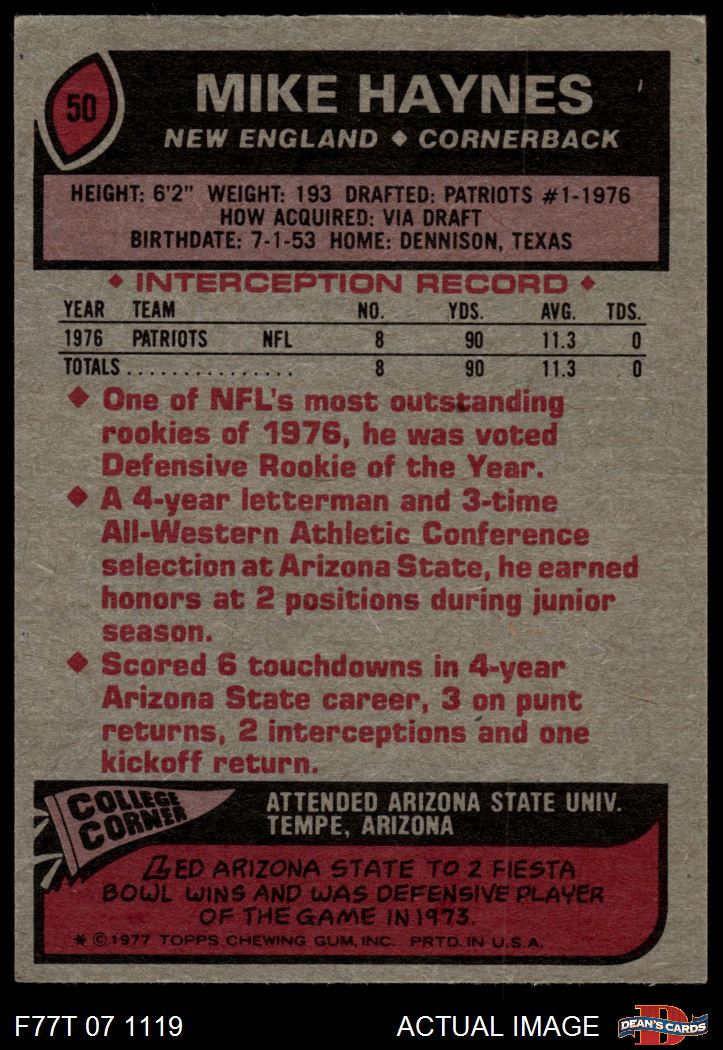 50
MIKE HAYNES
NEW ENGLAND ◆ CORNERBACK
HEIGHT: 6'2" WEIGHT: 193 DRAFTED: PATRIOTS #1-1976
HOW ACQUIRED: VIA DRAFT
BIRTHDATE: 7-1-53 HOME: DENNISON, TEXAS
◆ INTERCEPTION RECORD ◆
YEAR TEAM NO. YDS. AVG. TDS.
1976 PATRIOTS NFL 8 90 11.3 0
TOTALS............... 8 90 11.3 0
◆ One of NFL's most outstanding
rookies of 1976, he was voted
Defensive Rookie of the Year.
◆ A 4-year letterman and 3-time
All-Western Athletic Conference
selection at Arizona State, he earned
honors at 2 positions during junior
season.
◆ Scored 6 touchdowns in 4-year
Arizona State career, 3 on punt
returns, 2 interceptions and one
kickoff return.
COLLEGE
CORNER
ATTENDED ARIZONA STATE UNIV.
TEMPE, ARIZONA
LED ARIZONA STATE TO 2 FIESTA
BOWL WINS AND WAS DEFENSIVE PLAYER
OF THE GAME IN 1973.
* © 1977 TOPPS CHEWING GUM, INC. PRTD. IN U.S.A.
F77T 07 1119 ACTUAL IMAGE D DEAN'S CARDS